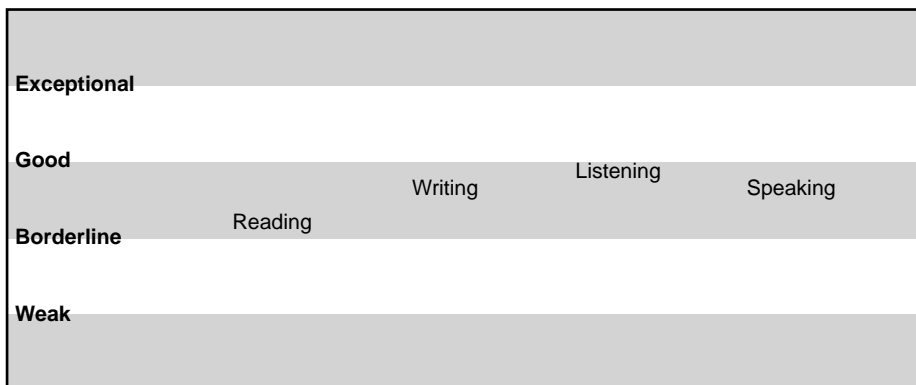 Exceptional
Good
Listening
Writing
Speaking
Reading
Borderline
Weak